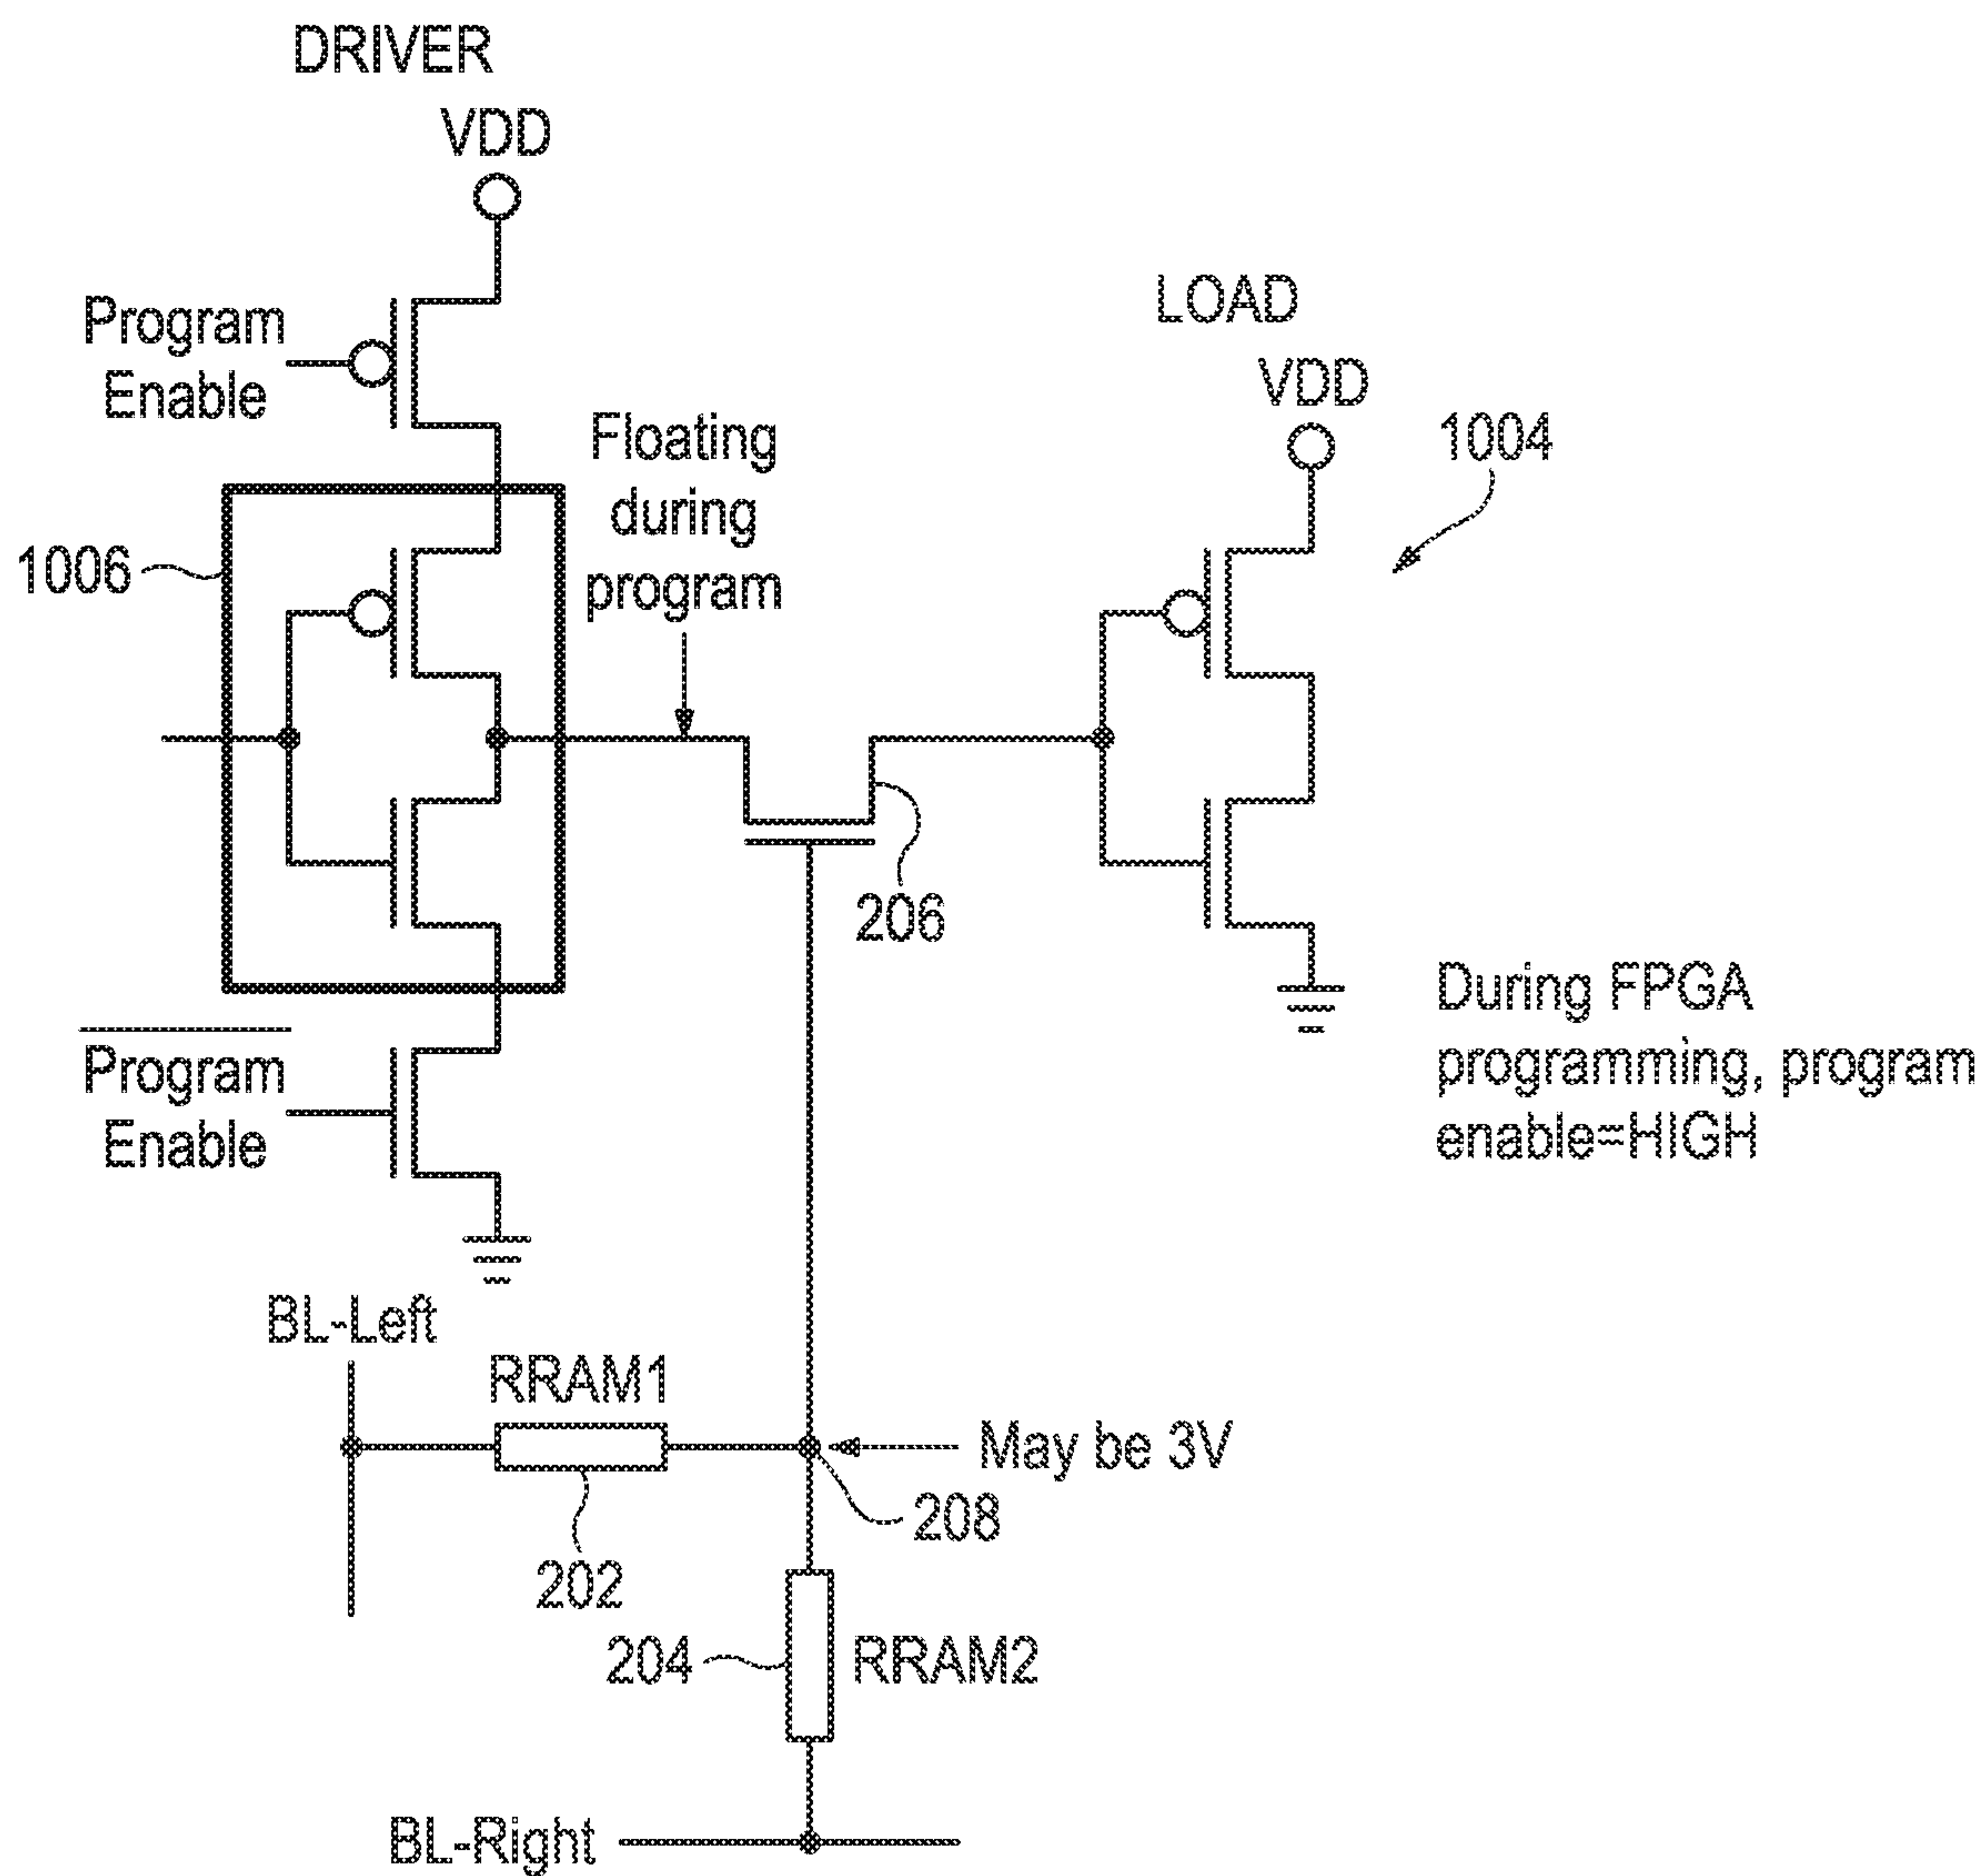 DRIVER
VDD
Program
Enable
LOAD
VDD
1004
Floating
during
program
1006
206
During FPGA
programming, program
enable=HIGH
Program
Enable
BL-Left
RRAM1
May be 3V
208
202
204
RRAM2
BL-Right